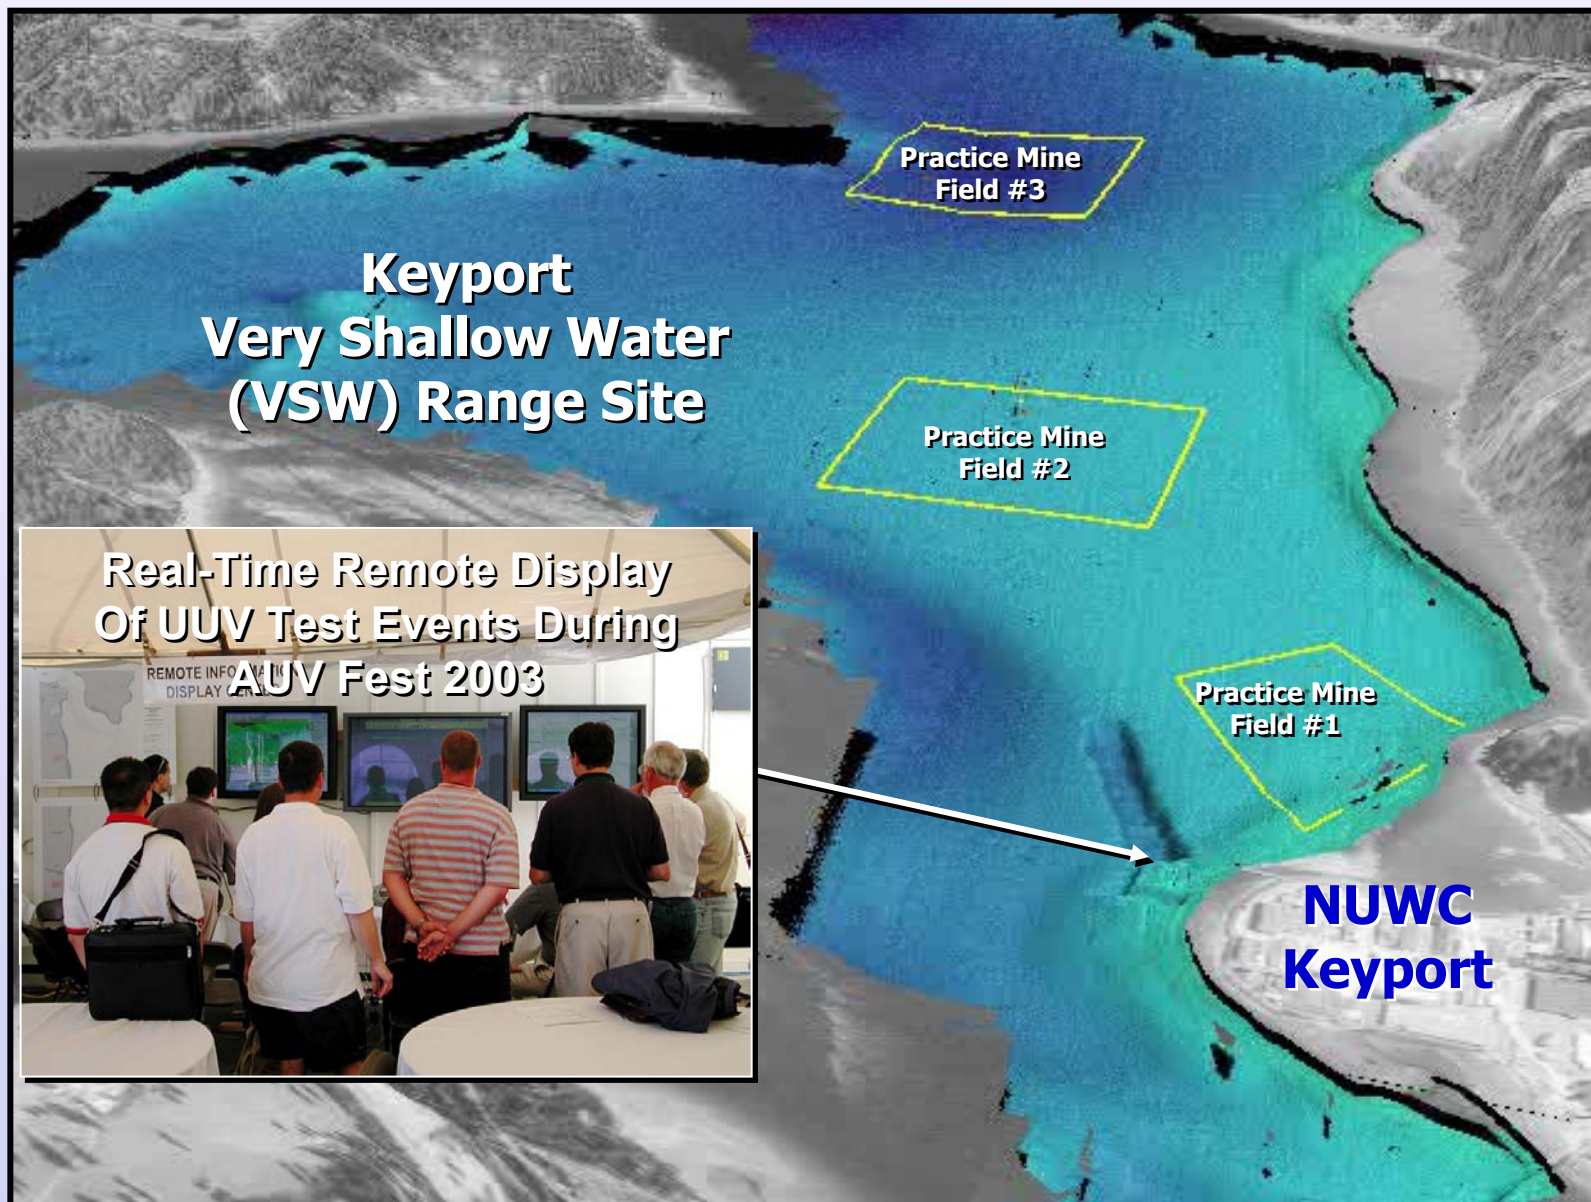 Practice Mine
Field #3
Keyport
Very Shallow Water
(VSW) Range Site
Practice Mine
Field #2
Real-Time Remote Display
Of UUV Test Events During
AUV Fest 2003
REMOTE INFORMATION
DISPLAY
Practice Mine
Field #1
NUWC
Keyport